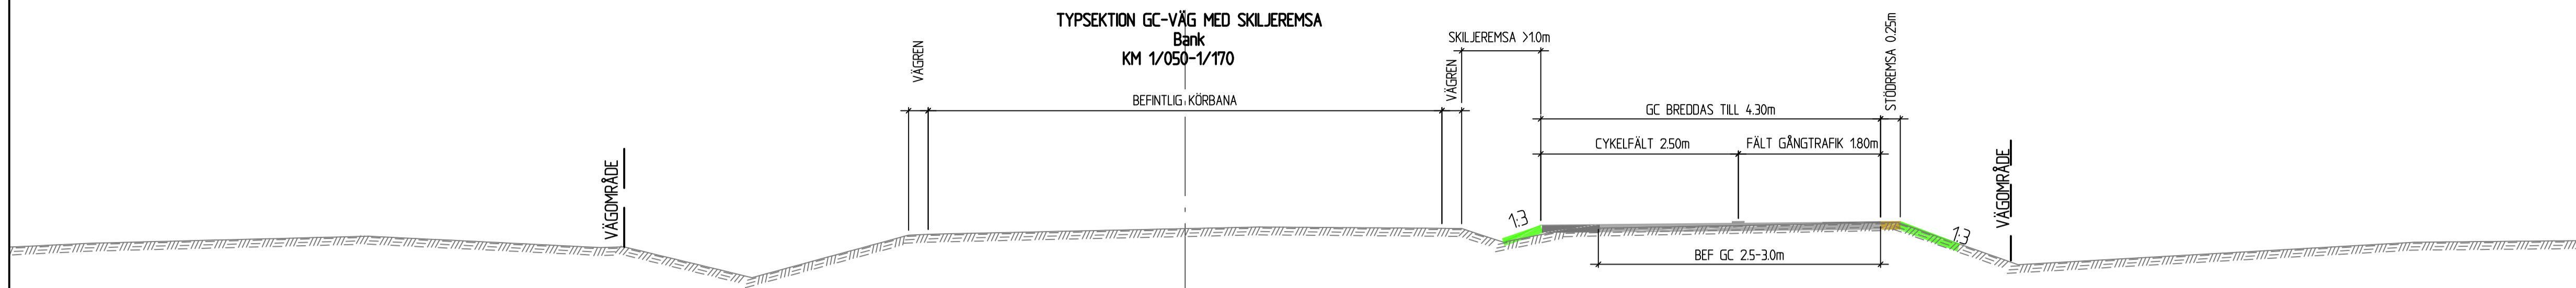 TYPSEKTION GC-VÄG MED SKILJEREMSA
Bank
KM 1/050-1/170
VÄGREN
BEFINTLIG KÖRBANA
VÄGREN
SKILJEREMSA >1.0m
GC BREDDAS TILL 4.30m
STÖDREMSA 0.25m
CYKELFÄLT 2.50m
FÄLT GÅNGTRAFIK 1.80m
VÄGOMRÅDE
VÄGOMRÅDE
1:3
1:3
BEF GC 2.5-3.0m